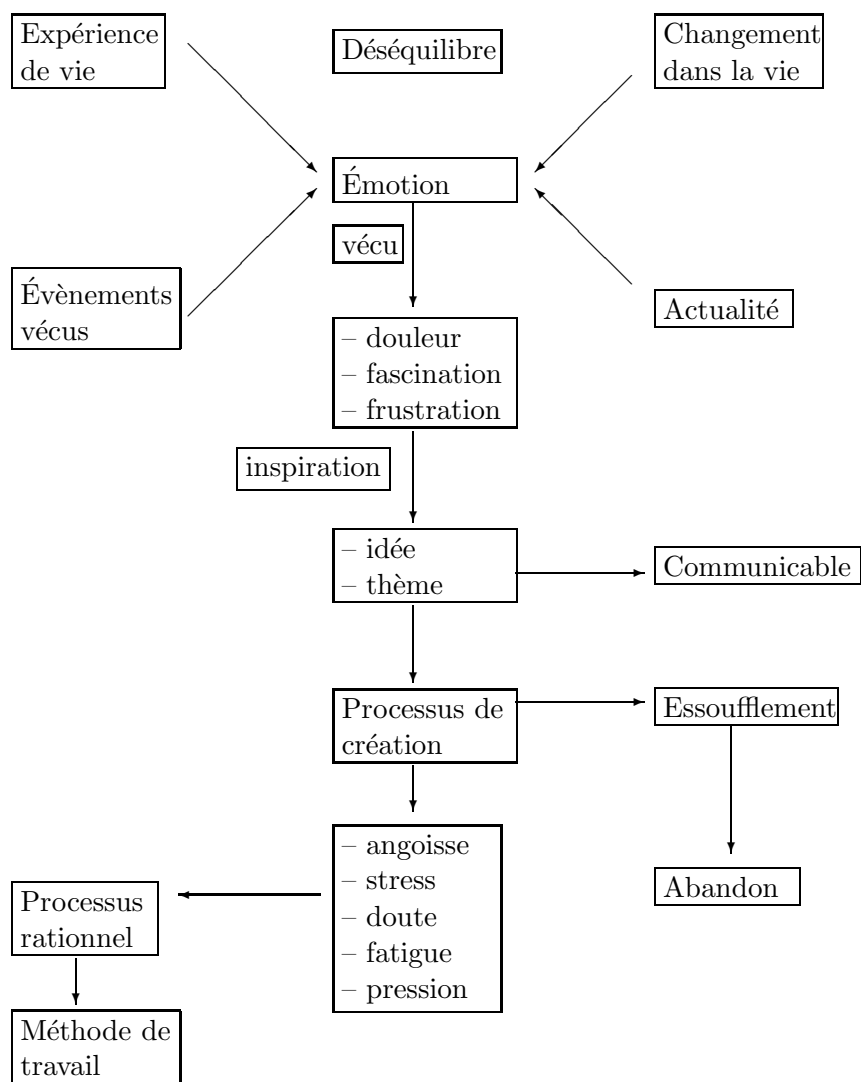 Expérience
de vie
Déséquilibre
Changement
dans la vie
Émotion
vécu
Évènements
vécus
Actualité
– douleur
– fascination
– frustration
inspiration
– idée
– thème
Communicable
Processus de
création
Essoufflement
– angoisse
– stress
– doute
– fatigue
– pression
Abandon
Processus
rationnel
Méthode de
travail